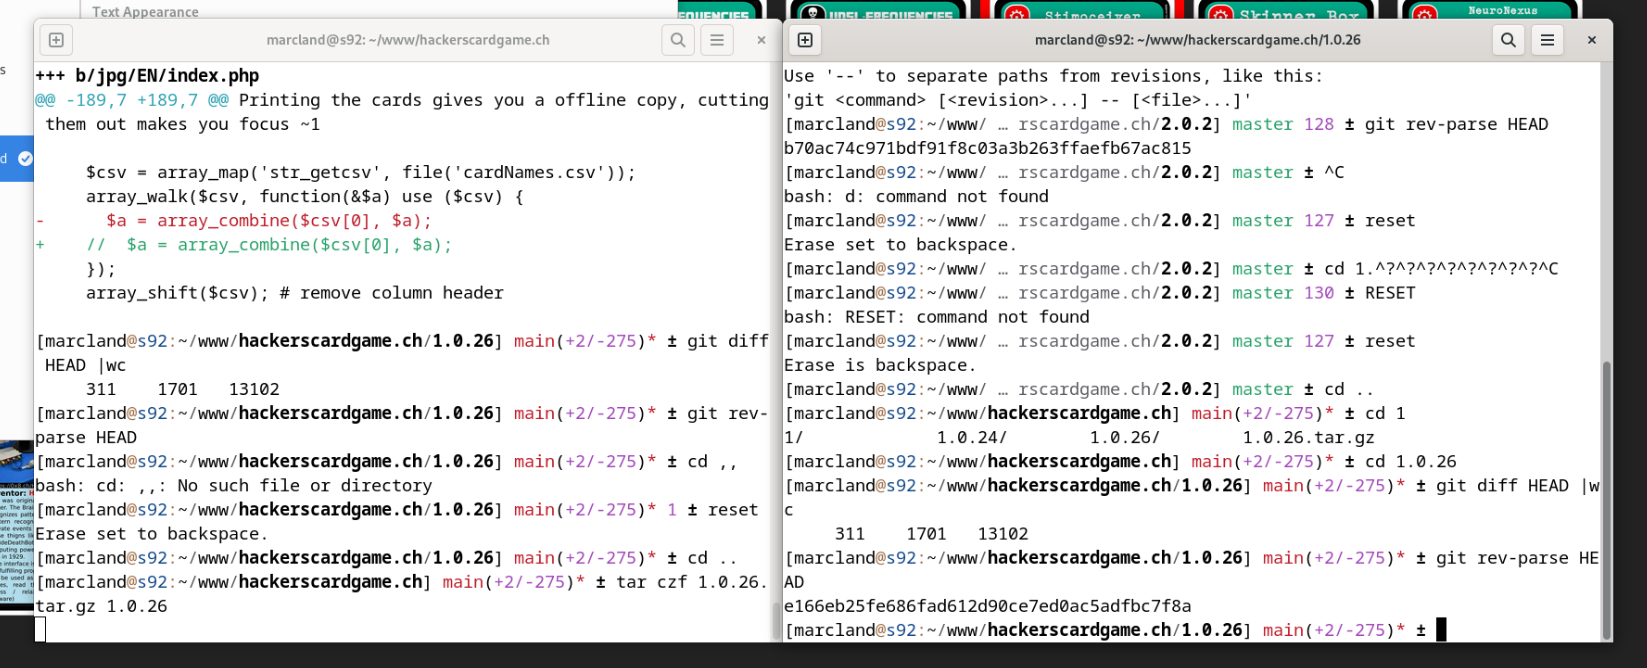 Text Appearance
EQUENCIES
UDSL-FREQUENCIES
Stimoceiver
Skinner Box
NeuroNexus
marcland@s92: ~/www/hackerscardgame.ch
+++ b/jpg/EN/index.php
@@ -189,7 +189,7 @@ Printing the cards gives you a offline copy, cutting
them out makes you focus ~1
$csv = array_map('str_getcsv', file('cardNames.csv'));
array_walk($csv, function(&$a) use ($csv) {
-      $a = array_combine($csv[0], $a);
+    //  $a = array_combine($csv[0], $a);
});
array_shift($csv); # remove column header
[marcland@s92:~/www/hackerscardgame.ch/1.0.26] main(+2/-275)* ± git diff
HEAD |wc
311    1701   13102
[marcland@s92:~/www/hackerscardgame.ch/1.0.26] main(+2/-275)* ± git rev-
parse HEAD
[marcland@s92:~/www/hackerscardgame.ch/1.0.26] main(+2/-275)* ± cd ,,
bash: cd: ,,: No such file or directory
[marcland@s92:~/www/hackerscardgame.ch/1.0.26] main(+2/-275)* 1 ± reset
Erase set to backspace.
[marcland@s92:~/www/hackerscardgame.ch/1.0.26] main(+2/-275)* ± cd ..
[marcland@s92:~/www/hackerscardgame.ch] main(+2/-275)* ± tar czf 1.0.26.
tar.gz 1.0.26
marcland@s92: ~/www/hackerscardgame.ch/1.0.26
Use '--' to separate paths from revisions, like this:
'git <command> [<revision>...] -- [<file>...]'
[marcland@s92:~/www/ … rscardgame.ch/2.0.2] master 128 ± git rev-parse HEAD
b70ac74c971bdf91f8c03a3b263ffaefb67ac815
[marcland@s92:~/www/ … rscardgame.ch/2.0.2] master ± ^C
bash: d: command not found
[marcland@s92:~/www/ … rscardgame.ch/2.0.2] master 127 ± reset
Erase set to backspace.
[marcland@s92:~/www/ … rscardgame.ch/2.0.2] master ± cd 1.^?^?^?^?^?^?^?^?^C
[marcland@s92:~/www/ … rscardgame.ch/2.0.2] master 130 ± RESET
bash: RESET: command not found
[marcland@s92:~/www/ … rscardgame.ch/2.0.2] master 127 ± reset
Erase is backspace.
[marcland@s92:~/www/ … rscardgame.ch/2.0.2] master ± cd ..
[marcland@s92:~/www/hackerscardgame.ch] main(+2/-275)* ± cd 1
1/             1.0.24/        1.0.26/        1.0.26.tar.gz
[marcland@s92:~/www/hackerscardgame.ch] main(+2/-275)* ± cd 1.0.26
[marcland@s92:~/www/hackerscardgame.ch/1.0.26] main(+2/-275)* ± git diff HEAD |w
c
311    1701   13102
[marcland@s92:~/www/hackerscardgame.ch/1.0.26] main(+2/-275)* ± git rev-parse HE
AD
e166eb25fe686fad612d90ce7ed0ac5adfbc7f8a
[marcland@s92:~/www/hackerscardgame.ch/1.0.26] main(+2/-275)* ±